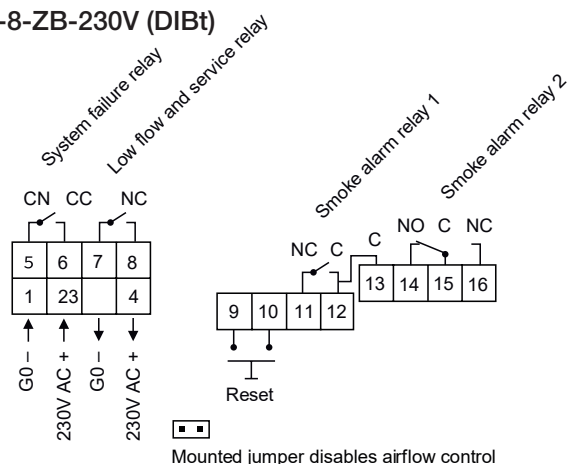 -8-ZB-230V (DIBt)
System failure relay
Low flow and service relay
CN CC NC
5 6 7 8
1 23 4
G0 –
230V AC +
G0 –
230V AC +
Smoke alarm relay 1
Smoke alarm relay 2
NC C
C
NO C NC
13 14 15 16
9 10 11 12
Reset
Mounted jumper disables airflow control